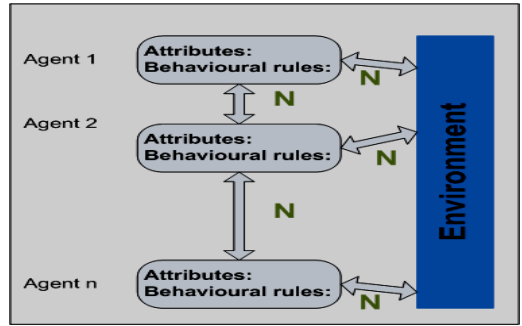 Agent 1
Attributes:
Behavioural rules:
N
N
Agent 2
Attributes:
Behavioural rules:
N
N
Agent n
Attributes:
Behavioural rules:
N
Environment